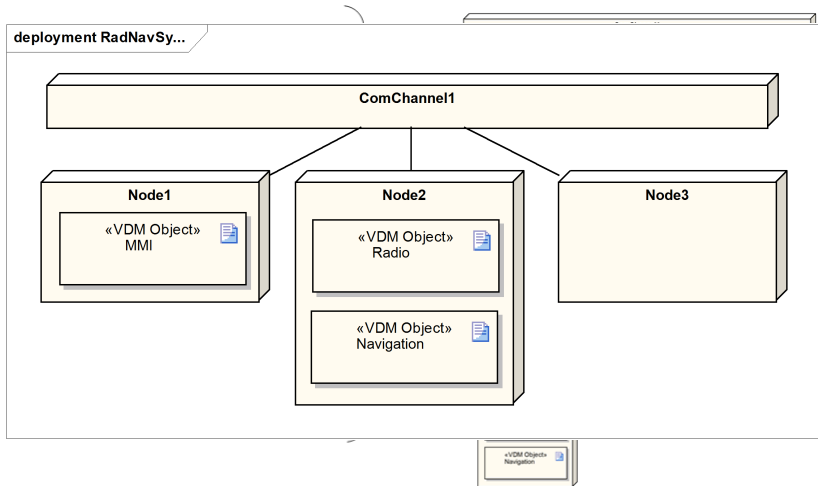 deployment RadNavSy...
ComChannel1
Node1
«VDM Object»
MMI
Node2
«VDM Object»
Radio
«VDM Object»
Navigation
Node3
«VDM Object»
Navigation